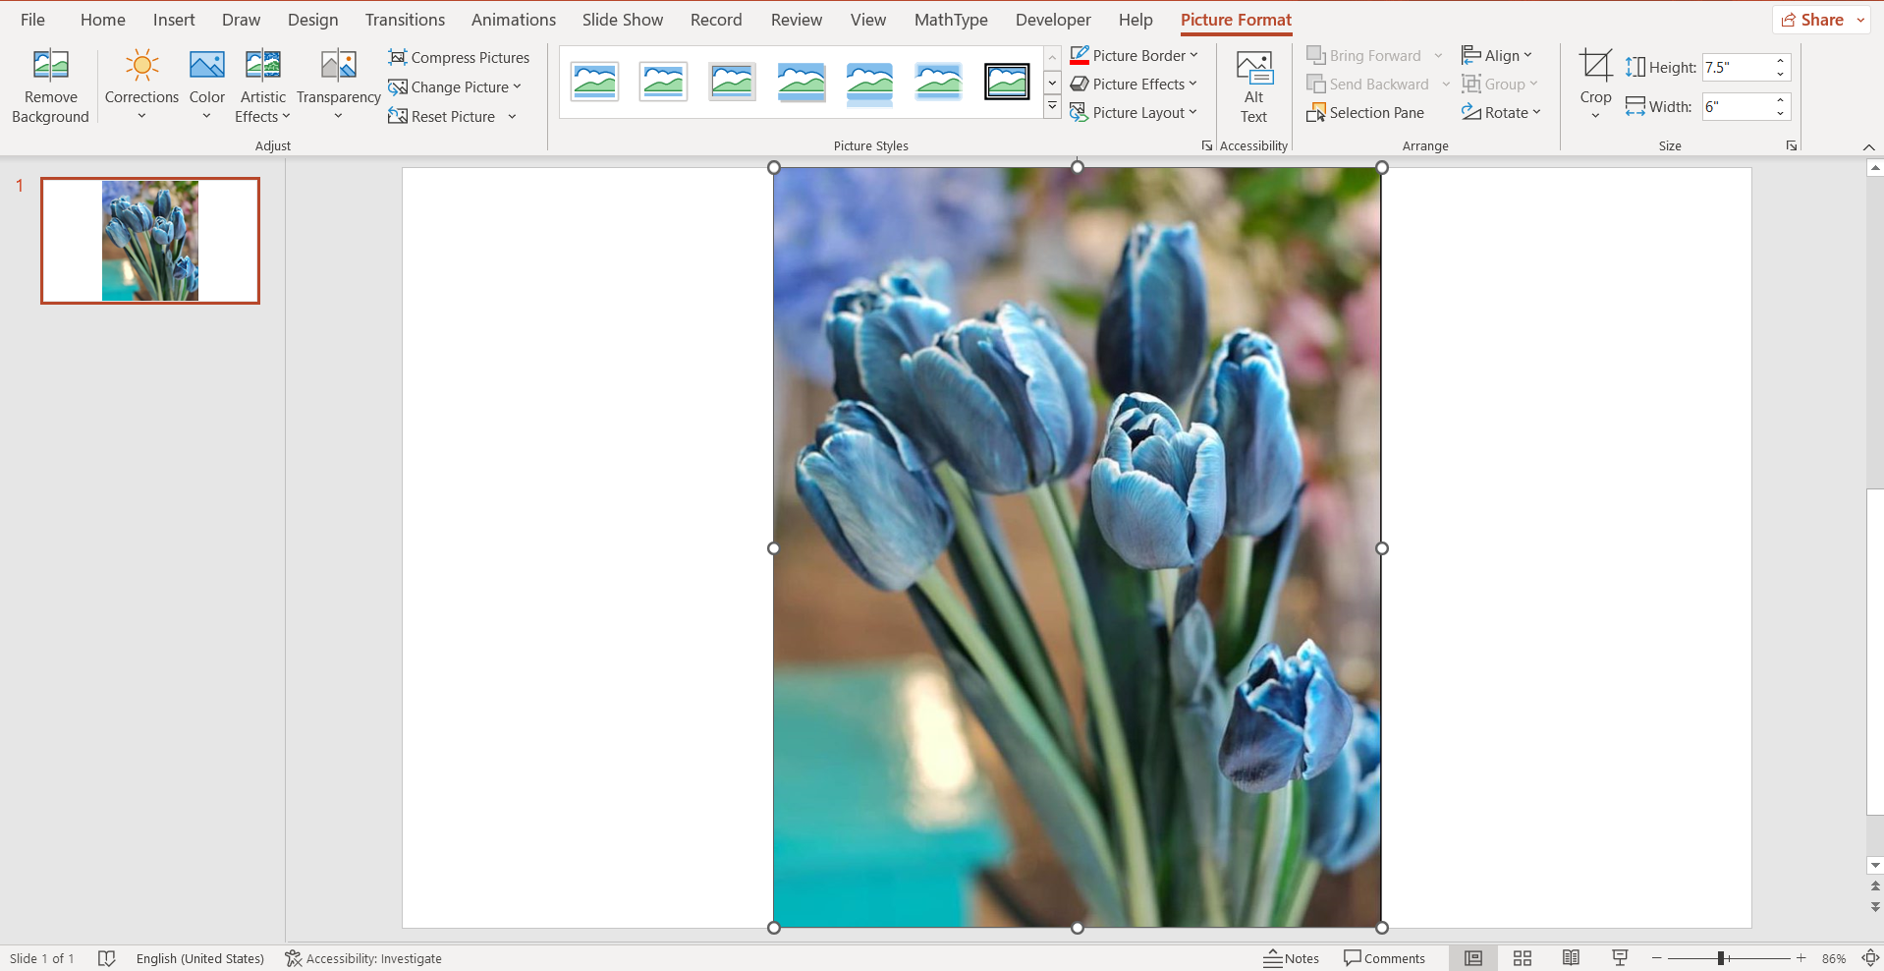 File Home Insert Draw Design Transitions Animations Slide Show Record Review View MathType Developer Help Picture Format Share
Remove Background
Corrections
Color
Artistic Effects
Transparency
Compress Pictures
Change Picture
Reset Picture
Adjust
Picture Styles
Picture Border
Picture Effects
Picture Layout
Alt Text
Accessibility
Bring Forward
Send Backward
Selection Pane
Align
Group
Rotate
Arrange
Crop
Height: 7.5"
Width: 6"
Size
1
Slide 1 of 1 English (United States) Accessibility: Investigate Notes Comments 86%